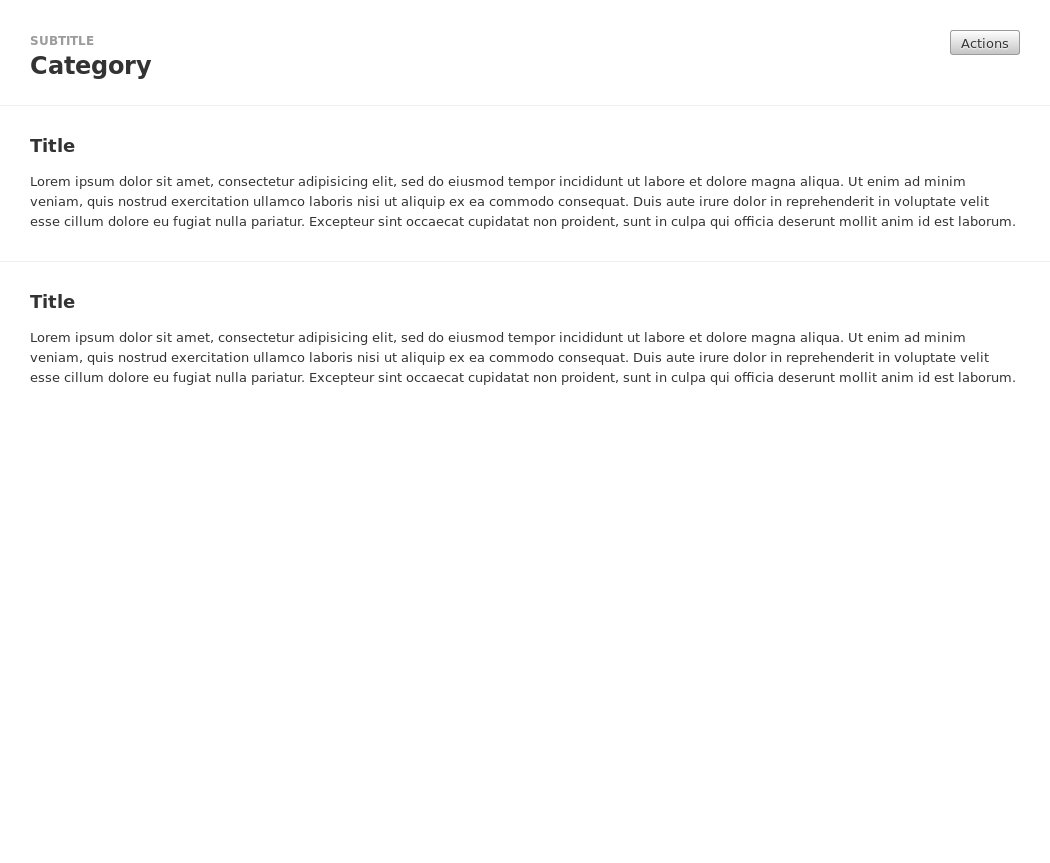 SUBTITLE
Category
Actions
Title
Lorem ipsum dolor sit amet, consectetur adipisicing elit, sed do eiusmod tempor incididunt ut labore et dolore magna aliqua. Ut enim ad minim
veniam, quis nostrud exercitation ullamco laboris nisi ut aliquip ex ea commodo consequat. Duis aute irure dolor in reprehenderit in voluptate velit
esse cillum dolore eu fugiat nulla pariatur. Excepteur sint occaecat cupidatat non proident, sunt in culpa qui officia deserunt mollit anim id est laborum.
Title
Lorem ipsum dolor sit amet, consectetur adipisicing elit, sed do eiusmod tempor incididunt ut labore et dolore magna aliqua. Ut enim ad minim
veniam, quis nostrud exercitation ullamco laboris nisi ut aliquip ex ea commodo consequat. Duis aute irure dolor in reprehenderit in voluptate velit
esse cillum dolore eu fugiat nulla pariatur. Excepteur sint occaecat cupidatat non proident, sunt in culpa qui officia deserunt mollit anim id est laborum.